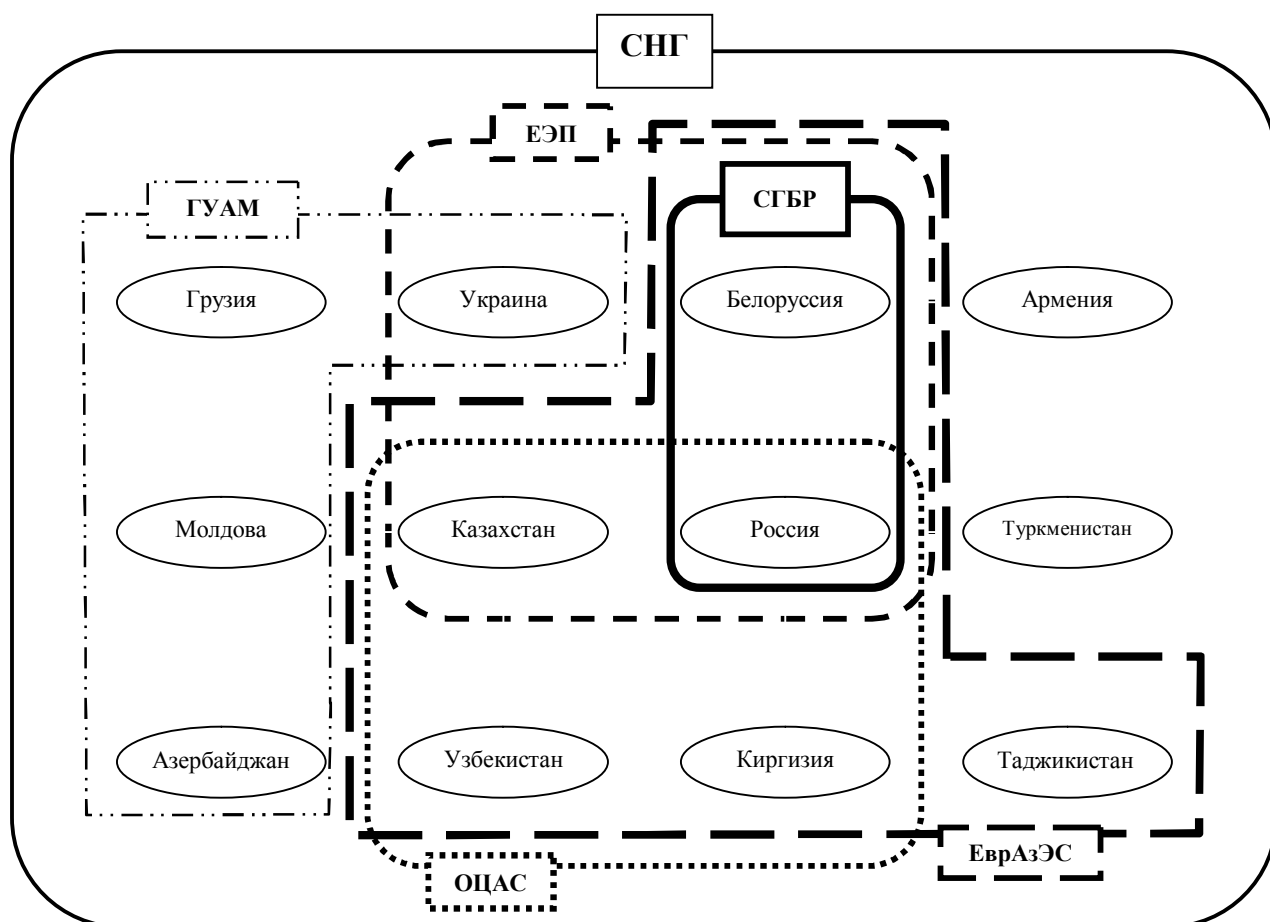 СНГ
ЕЭП
СГБР
ГУАМ
Грузия
Украина
Белоруссия
Армения
Молдова
Казахстан
Россия
Туркменистан
Азербайджан
Узбекистан
Киргизия
Таджикистан
ЕврАзЭС
ОЦАС